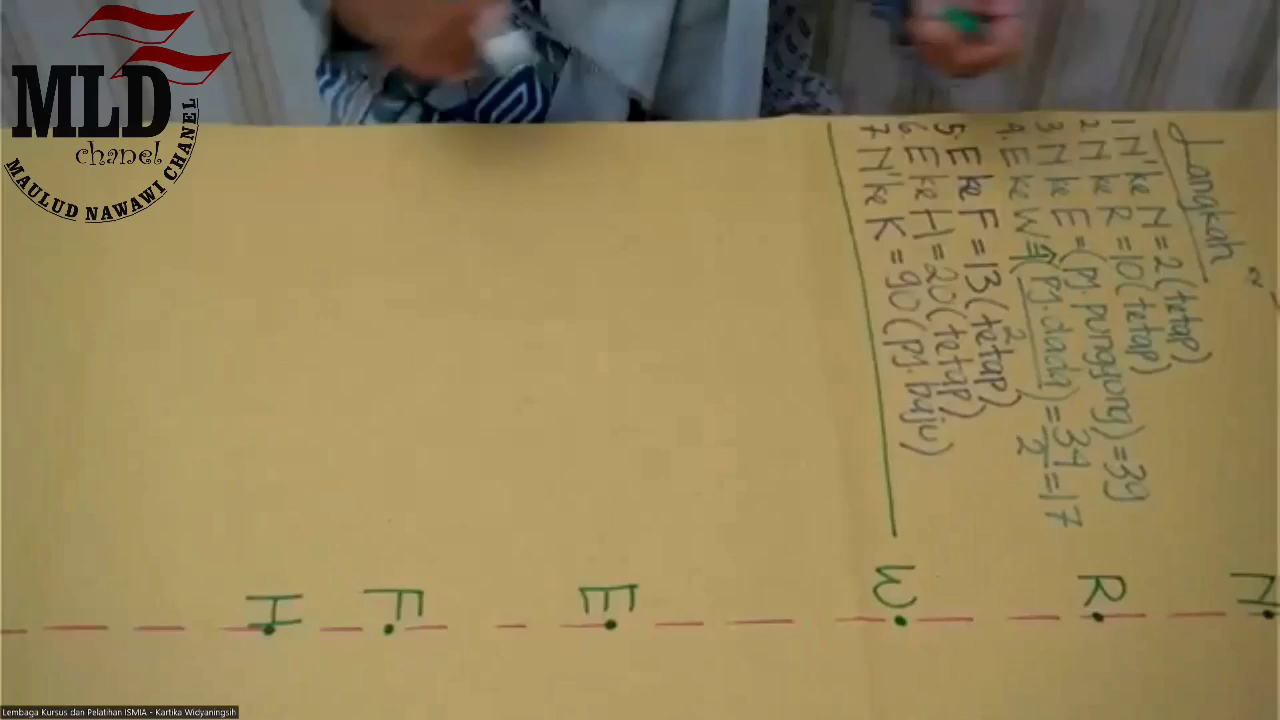 MLD
chanel
MAULUD NAWAWI CHANEL
Langkah²
1. N' ke N = 2 (tetap)
2. N ke R = 10 (tetap)
3. N ke E = (pj. punggung) = 39
4. E ke W = (pj. dada) / 2 = 34 / 2 = 17
5. E ke F = 13 (tetap)
6. E ke H = 20 (tetap)
7. N' ke K = 90 (pj. baju)
N
R
W
E
F
H
Lembaga Kursus dan Pelatihan ISMIA - Kartika Widyaningsih